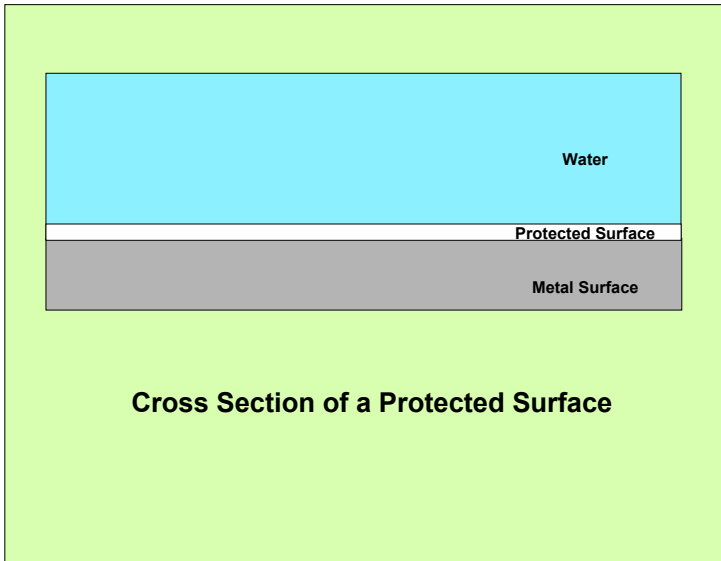 Water
Protected Surface
Metal Surface
Cross Section of a Protected Surface